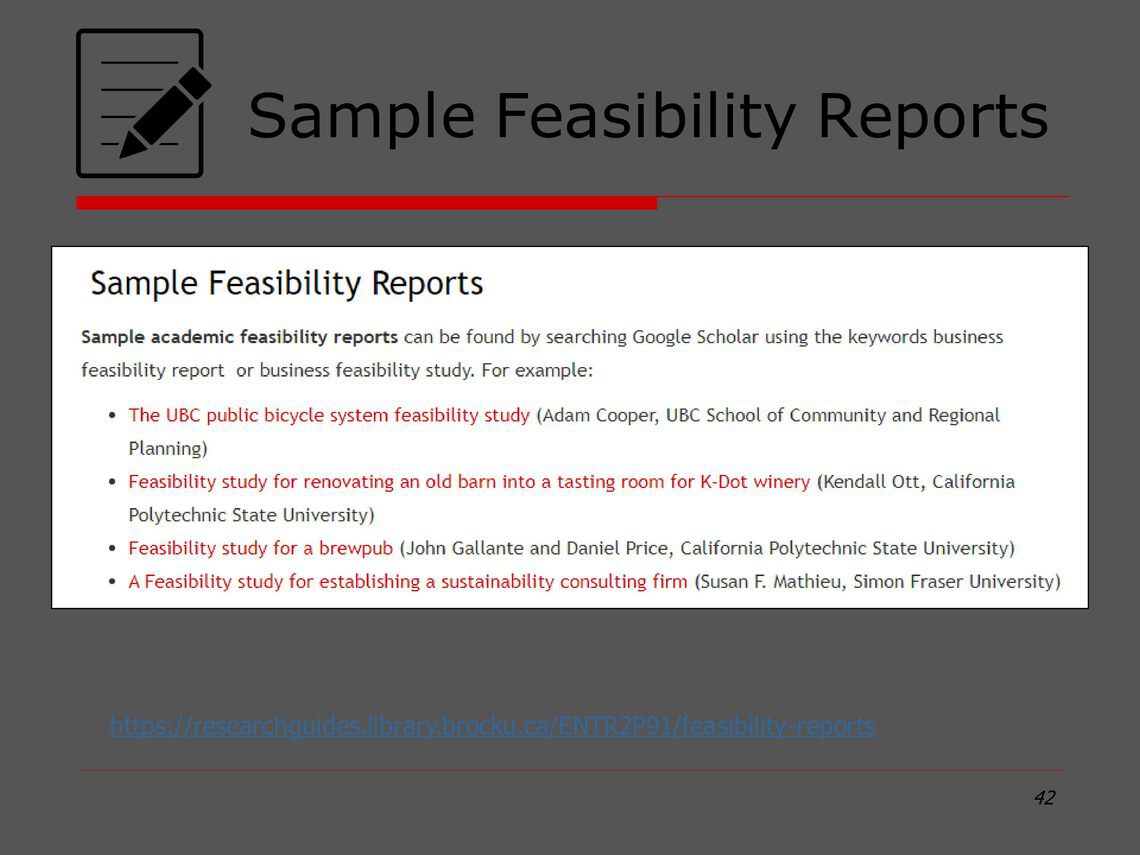 Sample Feasibility Reports
Sample Feasibility Reports
Sample academic feasibility reports can be found by searching Google Scholar using the keywords business
feasibility report or business feasibility study. For example:
• The UBC public bicycle system feasibility study (Adam Cooper, UBC School of Community and Regional
Planning)
• Feasibility study for renovating an old barn into a tasting room for K-Dot winery (Kendall Ott, California
Polytechnic State University)
• Feasibility study for a brewpub (John Gallante and Daniel Price, California Polytechnic State University)
• A Feasibility study for establishing a sustainability consulting firm (Susan F. Mathieu, Simon Fraser University)
https://researchguides.library.brocku.ca/ENTR2P91/feasibility-reports
42